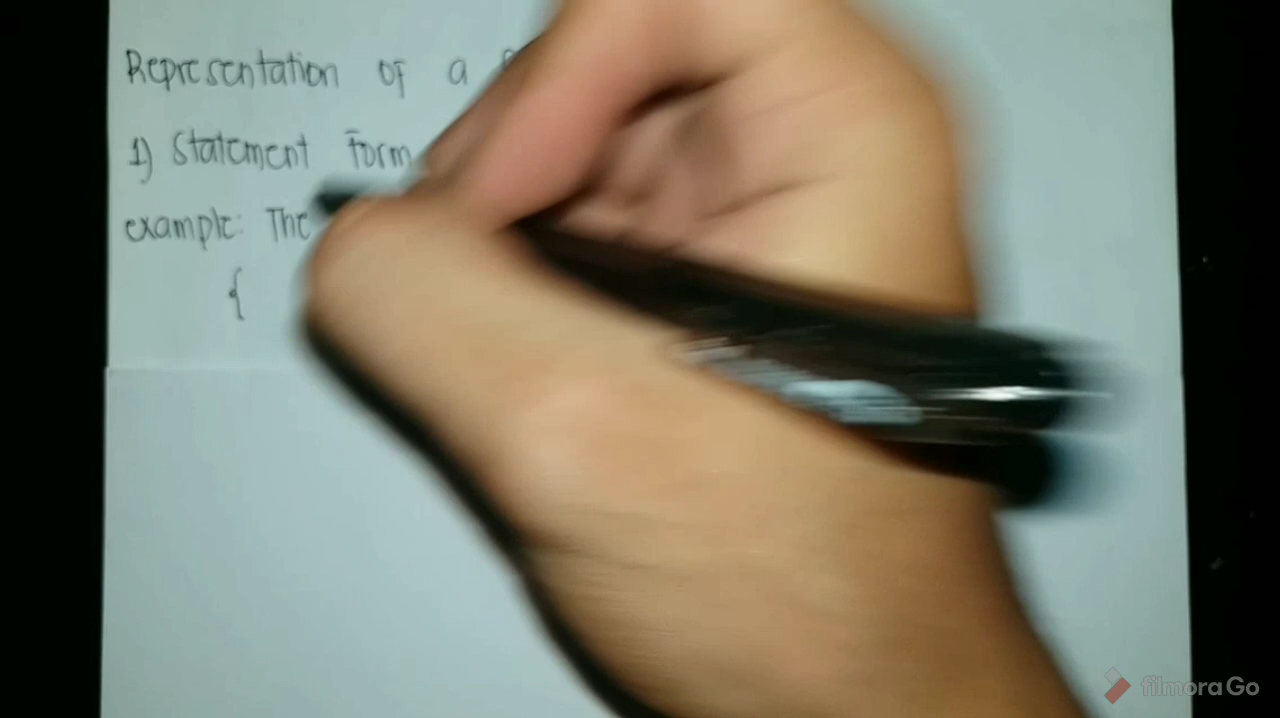 Representation of a
1) Statement Form
example: The
{
filmoraGo